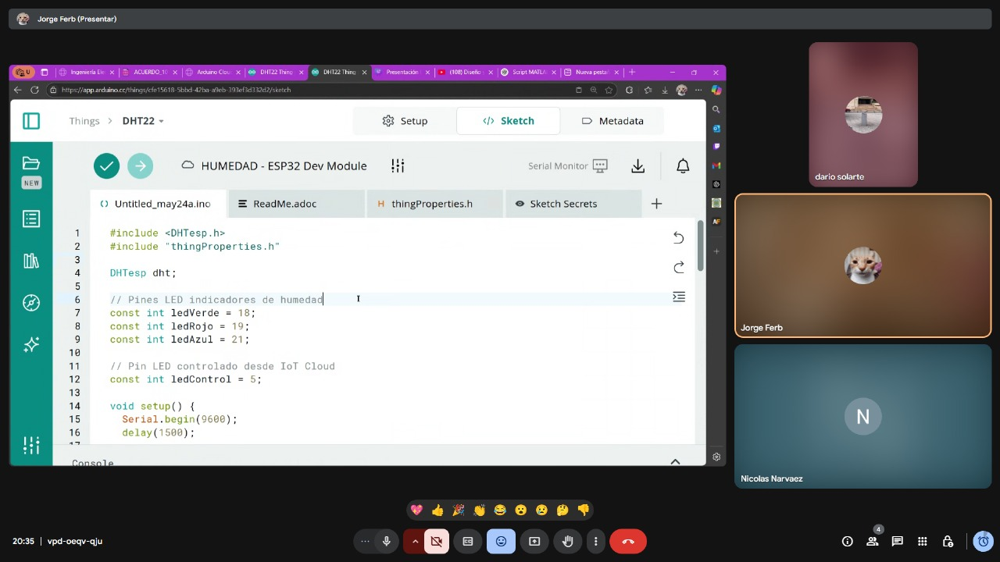 Jorge Ferb (Presentar)
U
Ingeniería Ele
ACUERDO_10
Arduino Clou
DHT22 Thing
DHT22 Thing
Presentación
(108) Diseño
Script MATLA
Nueva pesta
https://app.arduino.cc/things/cfe15618-5bbd-42ba-a9eb-393ef3d332d2/sketch
Things > DHT22
Setup
</> Sketch
Metadata
NEW
HUMEDAD - ESP32 Dev Module
Serial Monitor
Untitled_may24a.ino
ReadMe.adoc
H thingProperties.h
Sketch Secrets
1 #include <DHTesp.h>
2 #include "thingProperties.h"
3
4 DHTesp dht;
5
6 // Pines LED indicadores de humedad
7 const int ledVerde = 18;
8 const int ledRojo = 19;
9 const int ledAzul = 21;
10
11 // Pin LED controlado desde IoT Cloud
12 const int ledControl = 5;
13
14 void setup() {
15 Serial.begin(9600);
16 delay(1500);
17
Console
dario solarte
Jorge Ferb
N
Nicolas Narvaez
20:35 | vpd-oeqv-qju
4